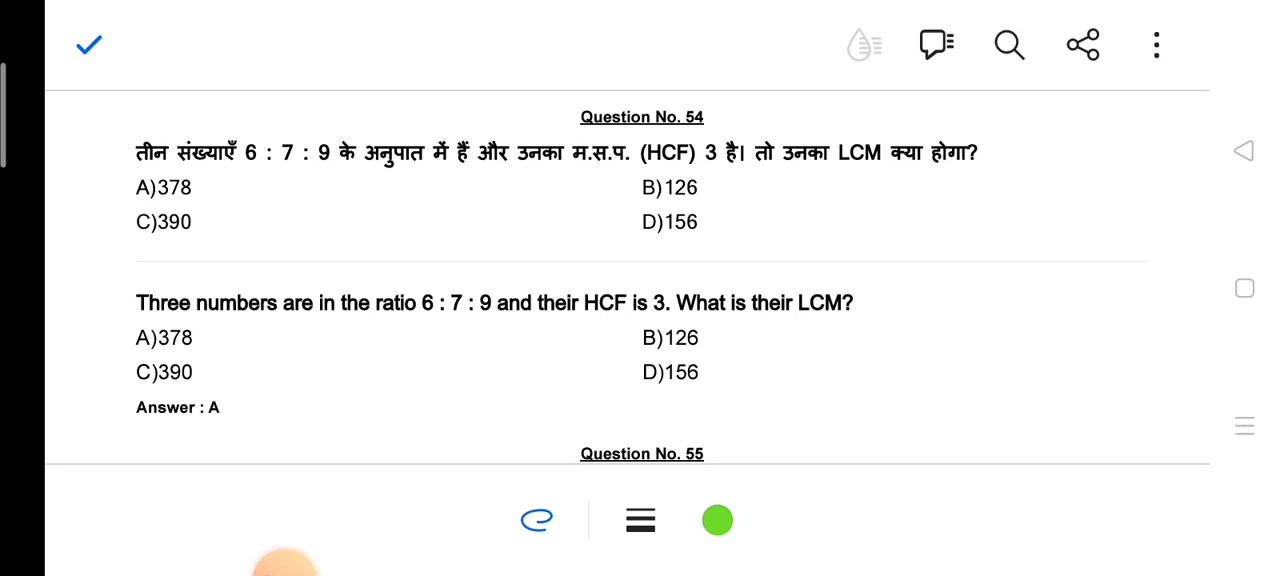 Question No. 54
तीन संख्याएँ 6 : 7 : 9 के अनुपात में हैं और उनका म.स.प. (HCF) 3 है। तो उनका LCM क्या होगा?
A)378 B)126
C)390 D)156
Three numbers are in the ratio 6 : 7 : 9 and their HCF is 3. What is their LCM?
A)378 B)126
C)390 D)156
Answer : A
Question No. 55